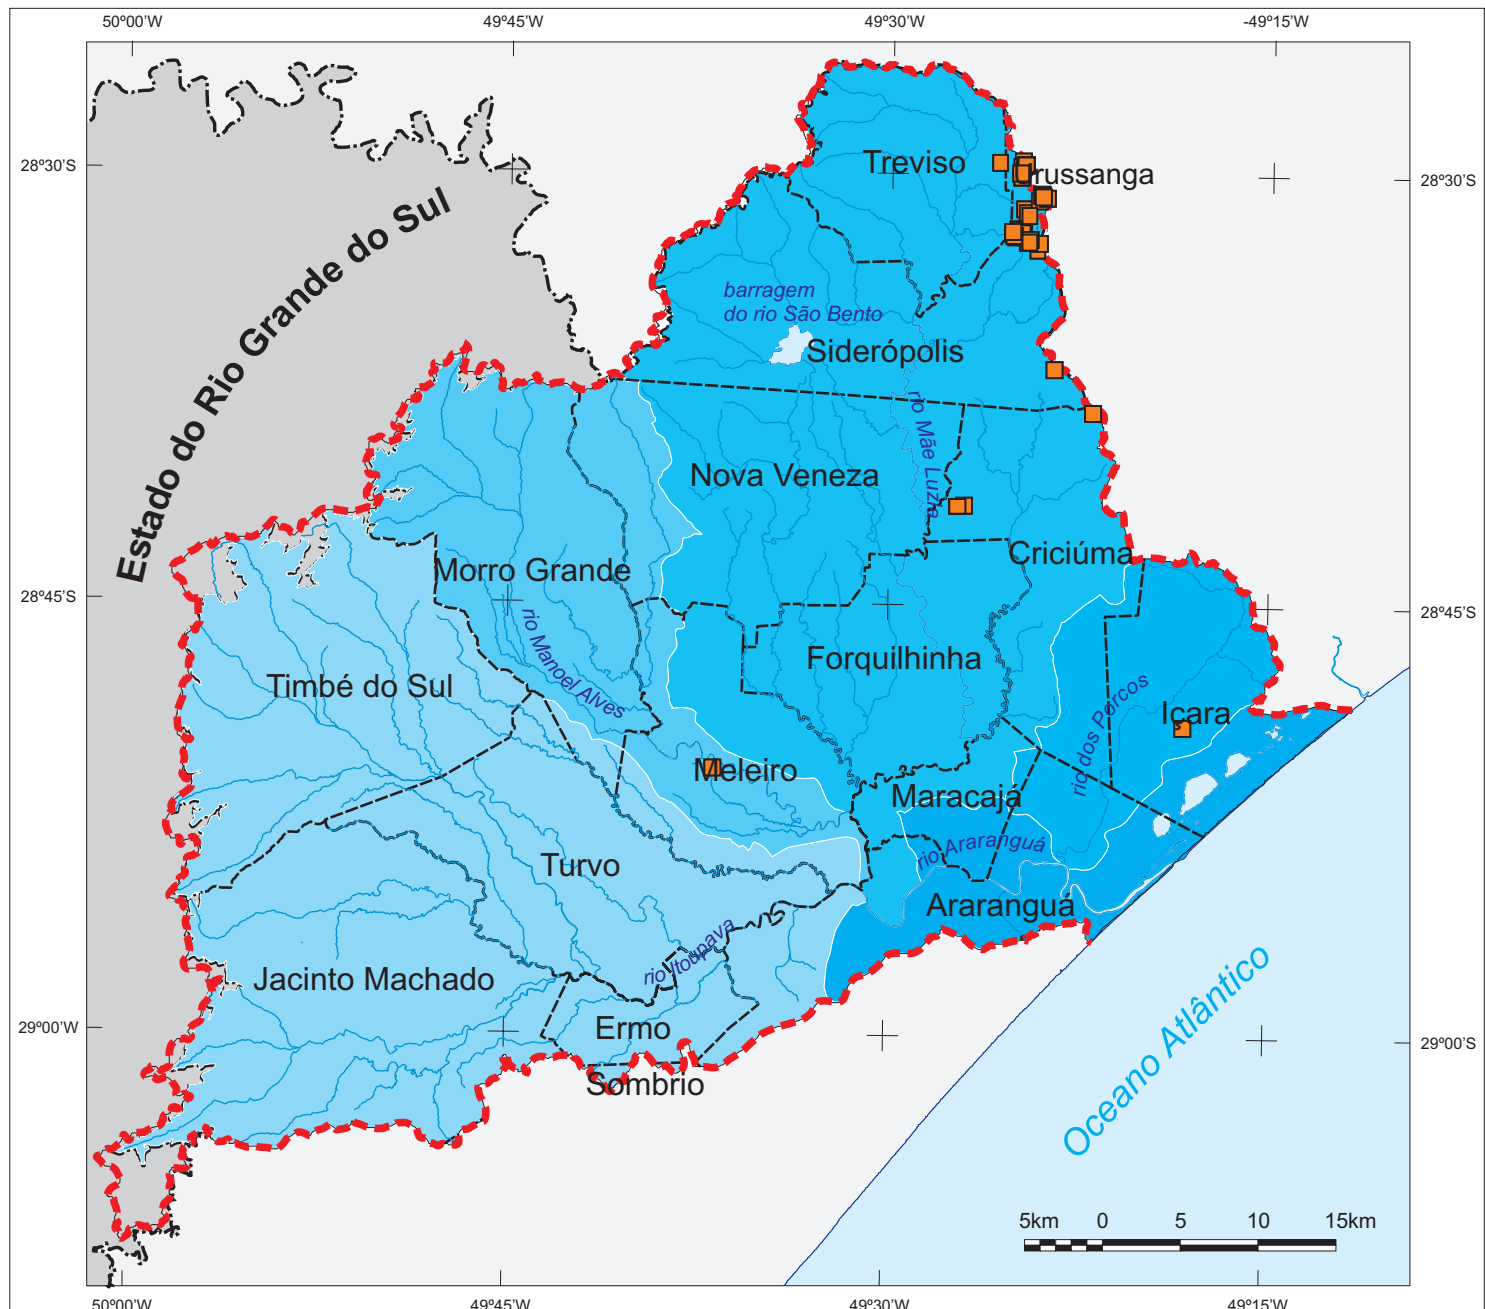 50°00'W 49°45'W 49°30'W -49°15'W
28°30'S 28°30'S
Treviso
russanga
Estado do Rio Grande do Sul
barragem
do rio São Bento
Siderópolis
rio Mãe Luzia
Nova Veneza
Criciúma
Morro Grande
28°45'S 28°45'S
rio Manoel Alves
Forquilhinha
Timbé do Sul
rio dos Porcos
Içara
Meleiro
Maracajá
rio Araranguá
Turvo
Araranguá
rio Itoupava
Jacinto Machado
Oceano Atlântico
29°00'W 29°00'S
Ermo
Sombrio
5km 0 5 10 15km
50°00'W 49°45'W 49°30'W 49°15'W